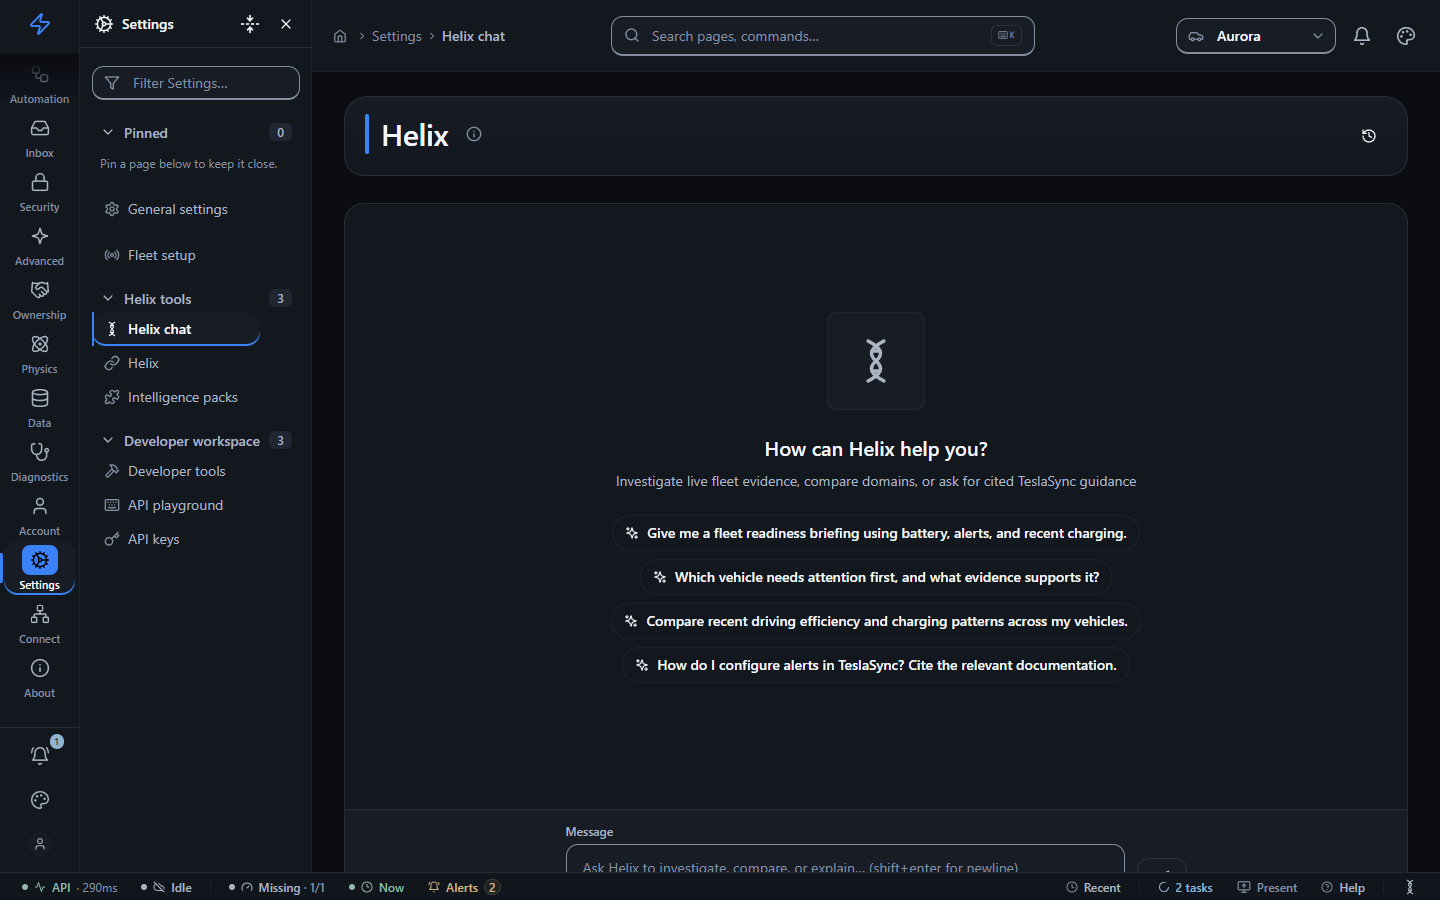 Settings
Automation
Inbox
Security
Advanced
Ownership
Physics
Data
Diagnostics
Account
Settings
Connect
About
1
Filter Settings...
Pinned
0
Pin a page below to keep it close.
General settings
Fleet setup
Helix tools
3
Helix chat
Helix
Intelligence packs
Developer workspace
3
Developer tools
API playground
API keys
Settings
Helix chat
Search pages, commands...
K
Aurora
Helix
How can Helix help you?
Investigate live fleet evidence, compare domains, or ask for cited TeslaSync guidance
Give me a fleet readiness briefing using battery, alerts, and recent charging.
Which vehicle needs attention first, and what evidence supports it?
Compare recent driving efficiency and charging patterns across my vehicles.
How do I configure alerts in TeslaSync? Cite the relevant documentation.
Message
Ask Helix to investigate, compare, or explain... (shift+enter for newline)
API · 290ms
Idle
Missing · 1/1
Now
Alerts 2
Recent
2 tasks
Present
Help